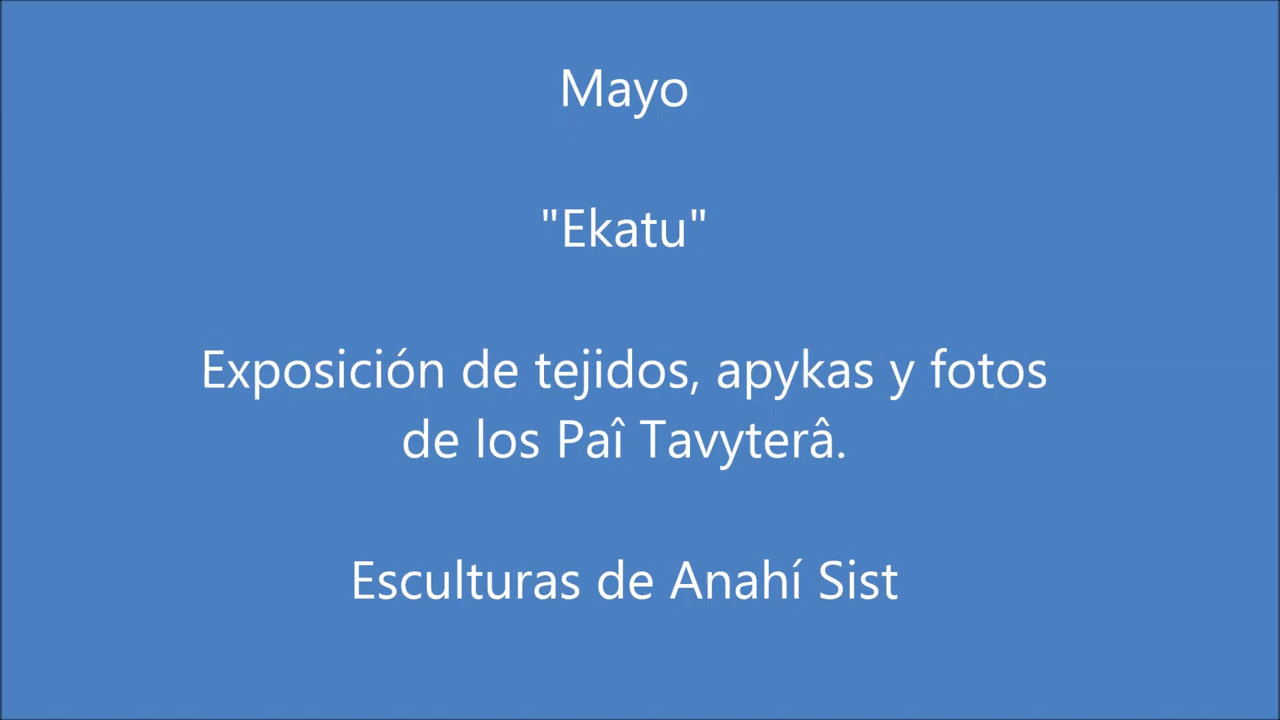 Mayo
"Ekatu"
Exposición de tejidos, apykas y fotos
de los Paî Tavyterâ.
Esculturas de Anahí Sist